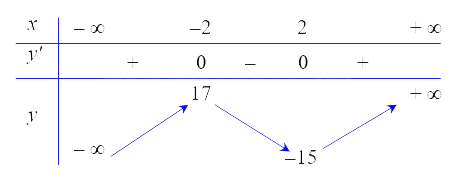 x −∞ −2 2 +∞
y′ + 0 − 0 +
17 +∞
y
−∞ −15